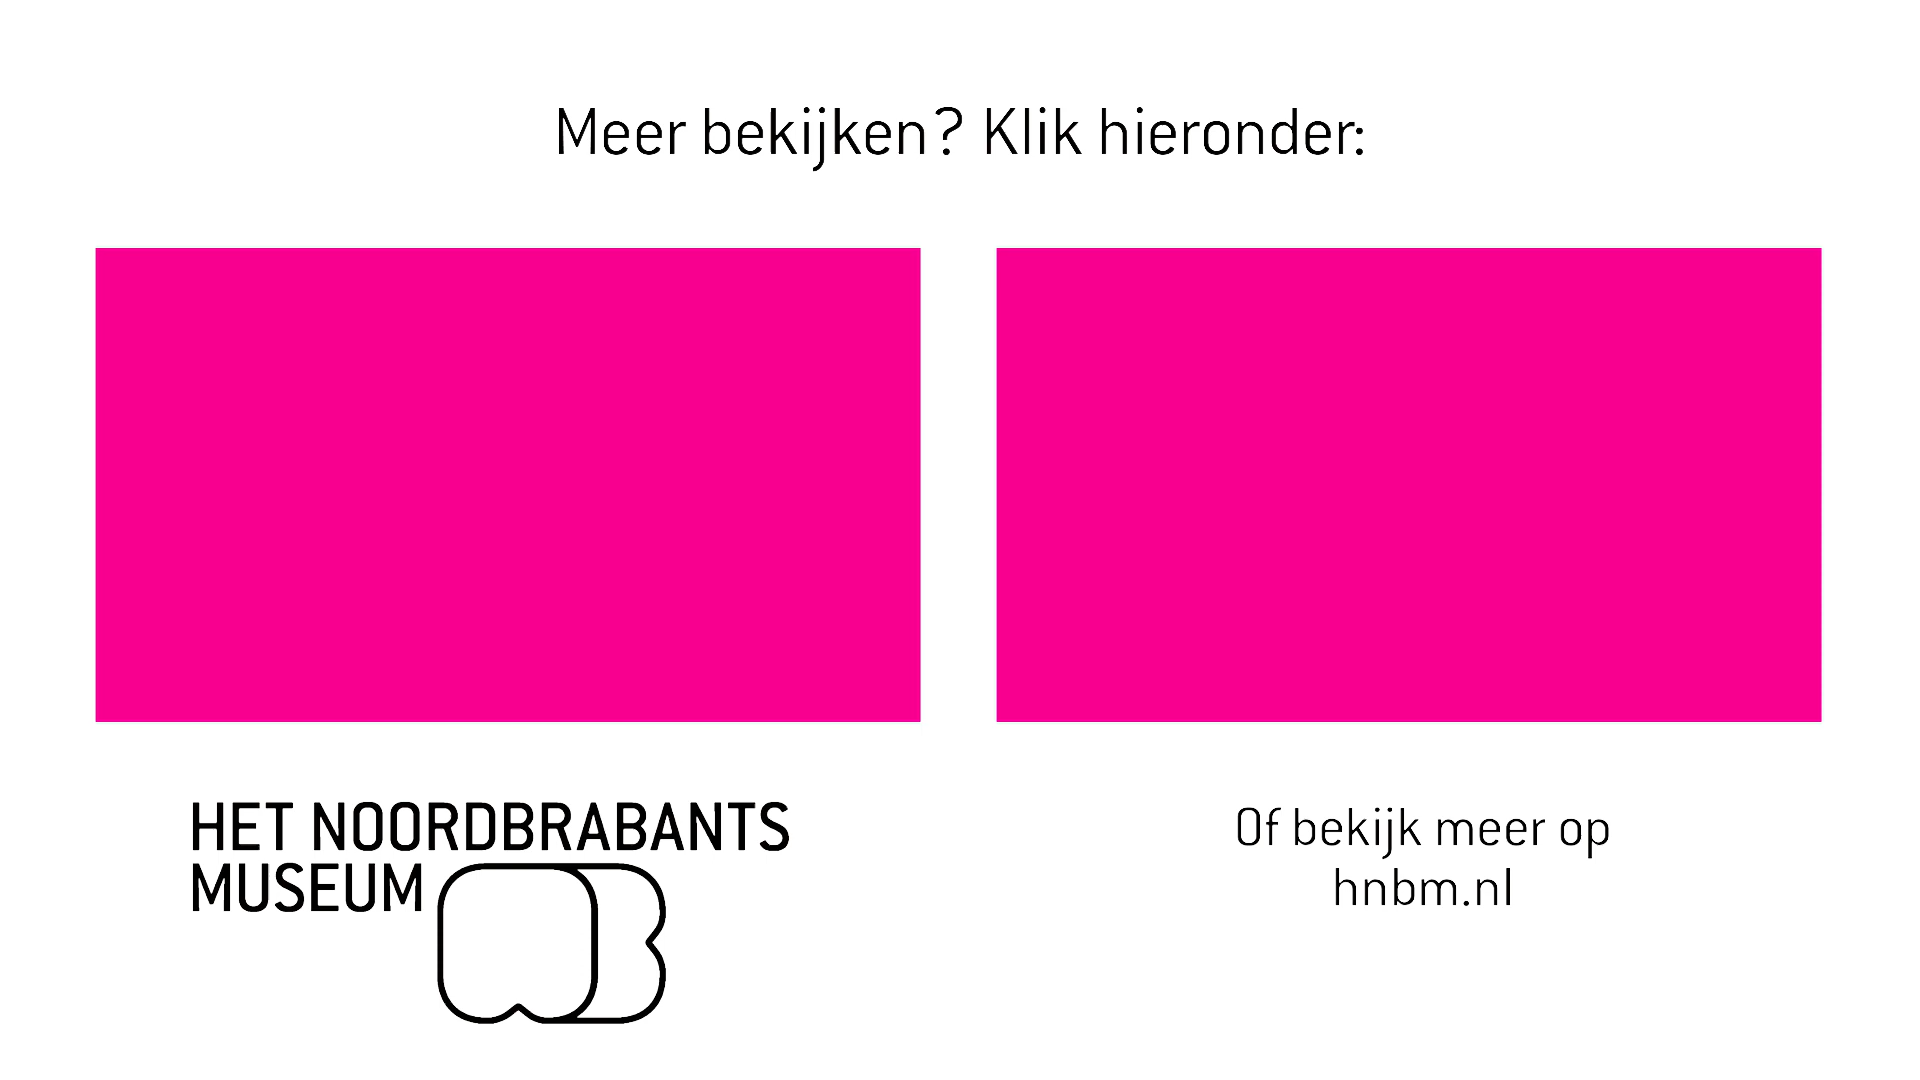 Meer bekijken? Klik hieronder:
HET NOORDBRABANTS
MUSEUM
Of bekijk meer op
hnbm.nl